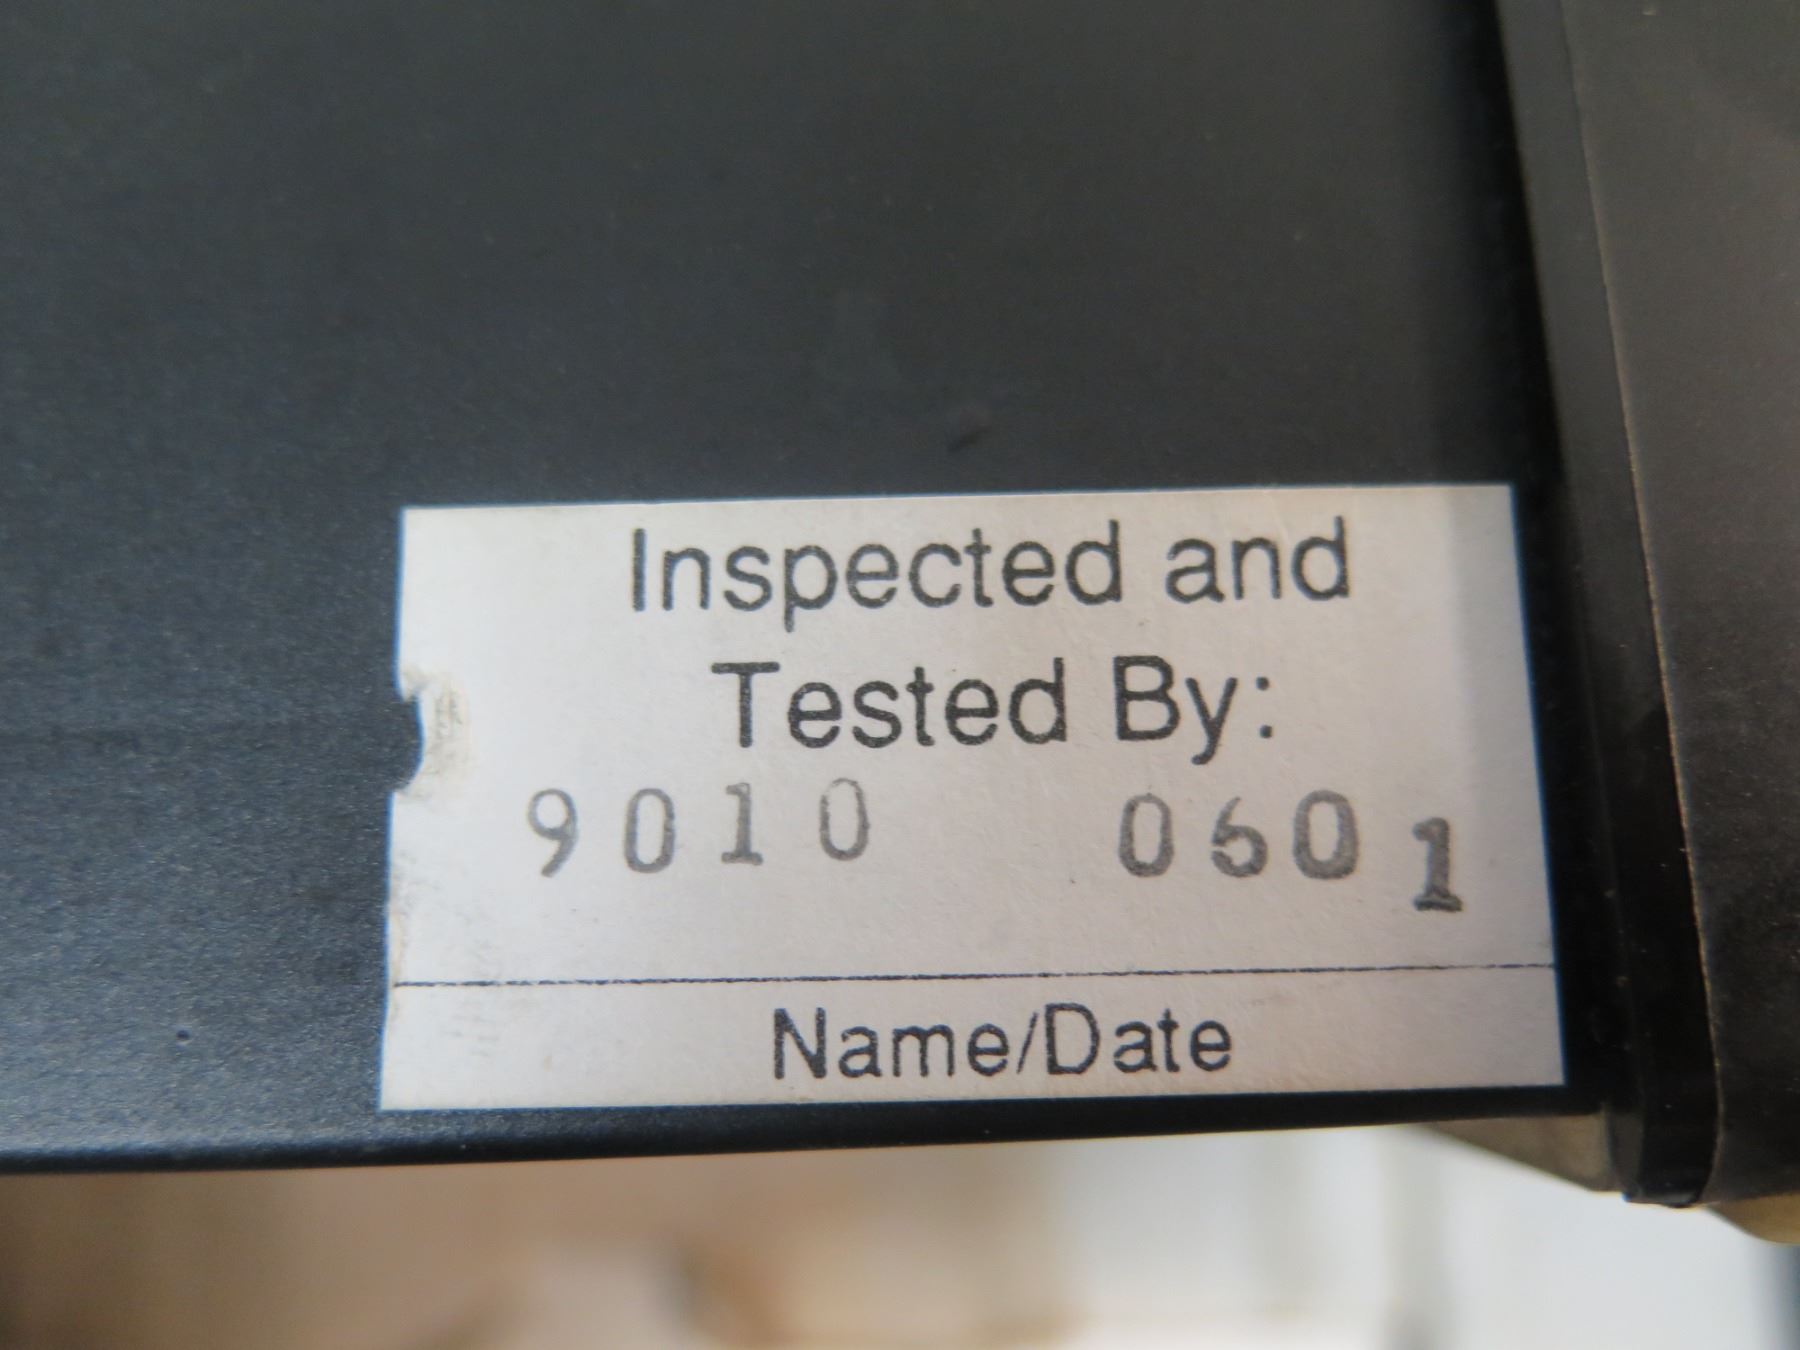 Inspected and
Tested By:
9010 0601
Name/Date